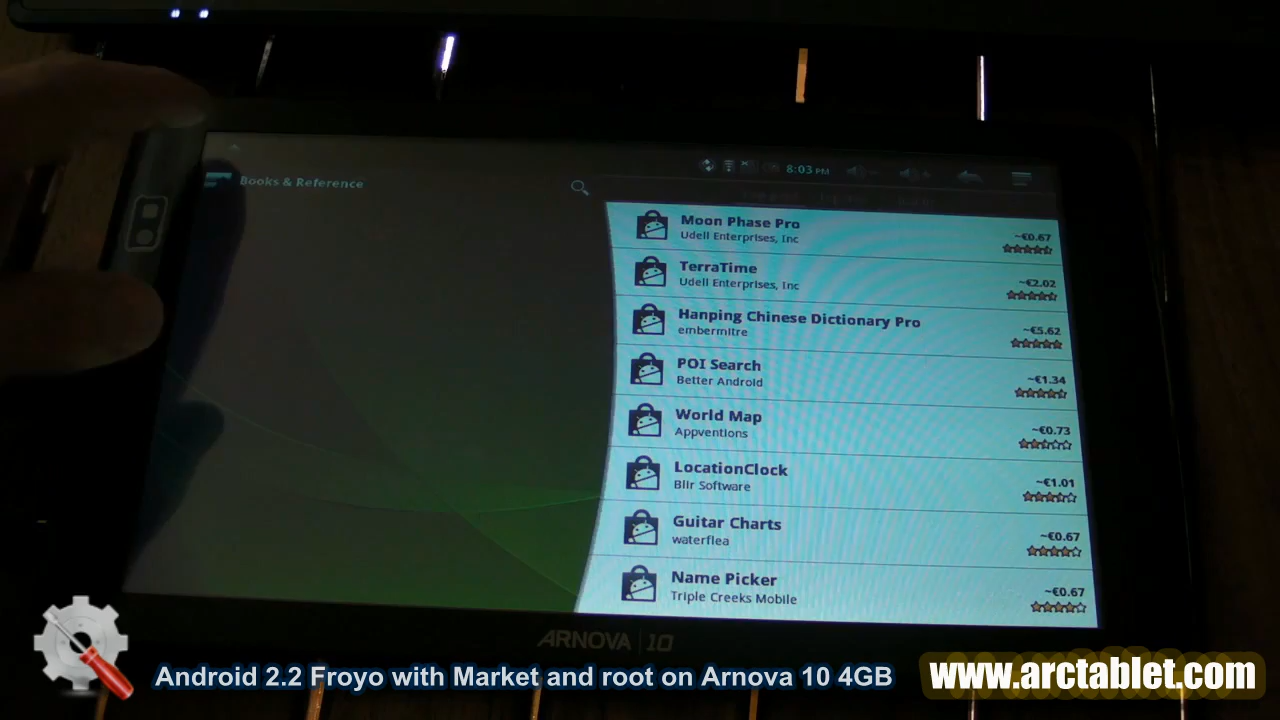 8:03 PM
Books & Reference
Moon Phase Pro
Udell Enterprises, Inc
~€0.67
TerraTime
Udell Enterprises, Inc
~€2.02
Hanping Chinese Dictionary Pro
embermitre
~€5.62
POI Search
Better Android
~€1.34
World Map
Appventions
~€0.73
LocationClock
Bllr Software
~€1.01
Guitar Charts
waterflea
~€0.67
Name Picker
Triple Creeks Mobile
~€0.67
ARNOVA 10
Android 2.2 Froyo with Market and root on Arnova 10 4GB
www.arctablet.com